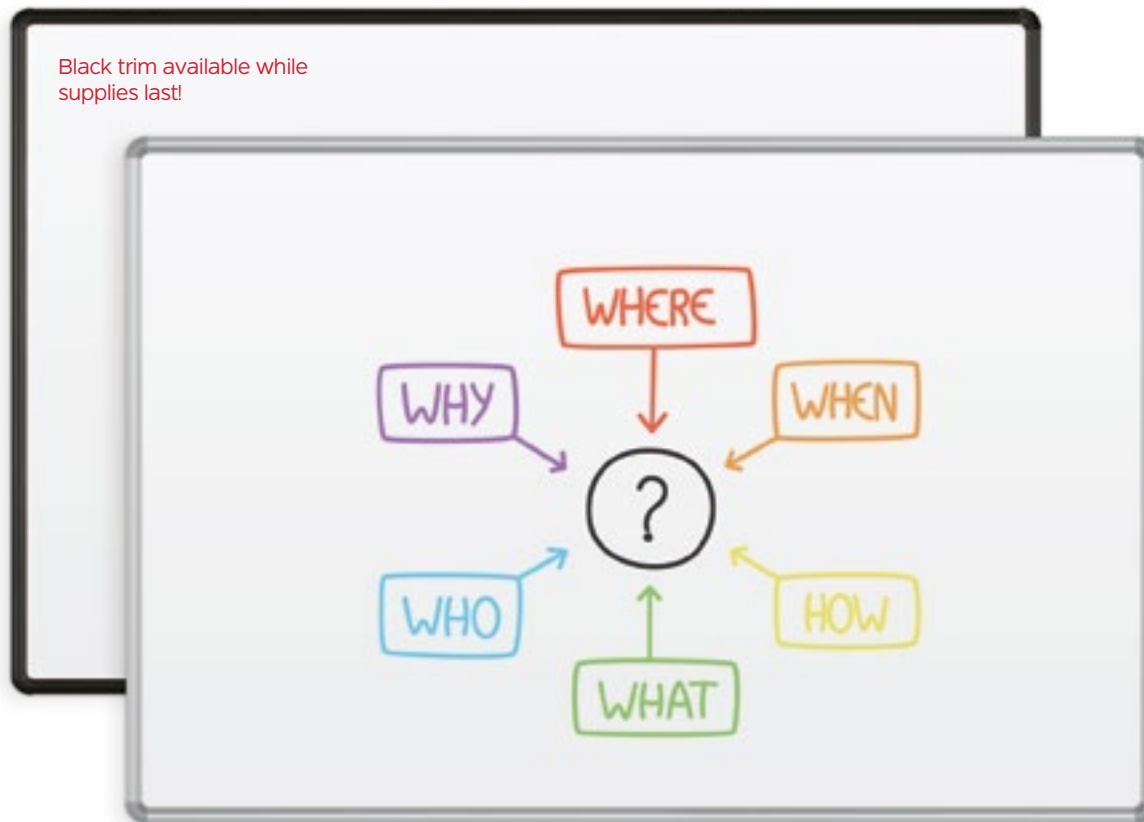 Black trim available while
supplies last!
WHERE
WHY
WHEN
?
WHO
HOW
WHAT